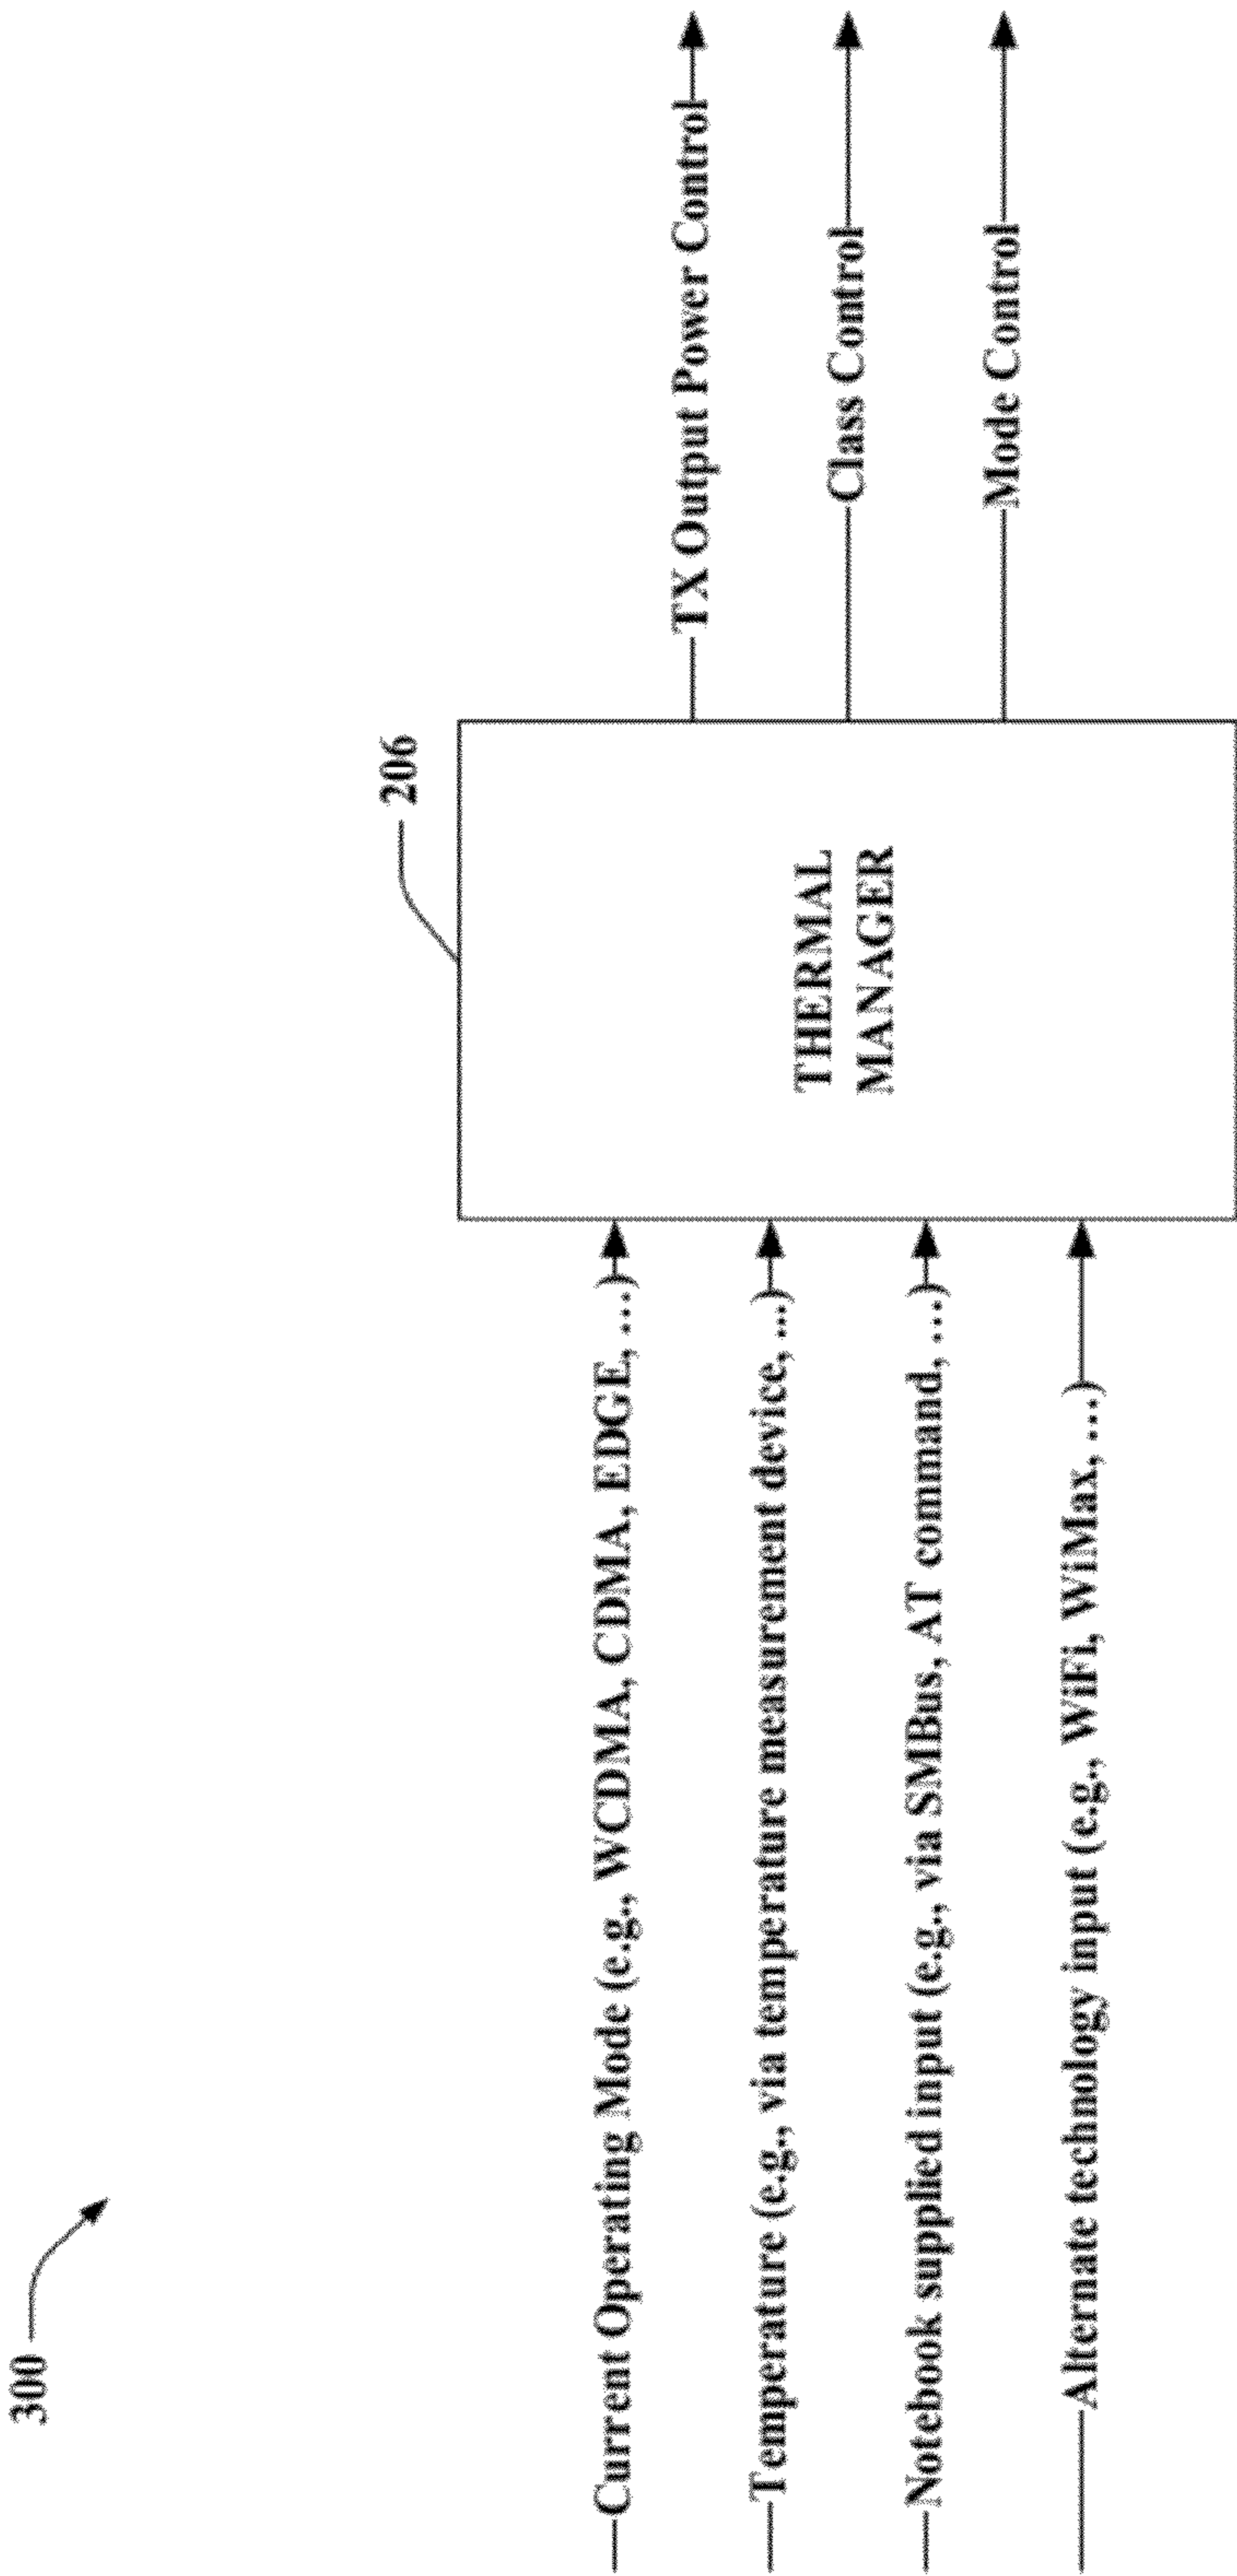 300
206
Current Operating Mode (e.g., WCDMA, CDMA, EDGE, ...)
Temperature (e.g., via temperature measurement device, ...)
Notebook supplied input (e.g., via SMBus, AT command, ...)
Alternate technology input (e.g., WiFi, WiMax, ...)
THERMAL
MANAGER
TX Output Power Control
Class Control
Mode Control